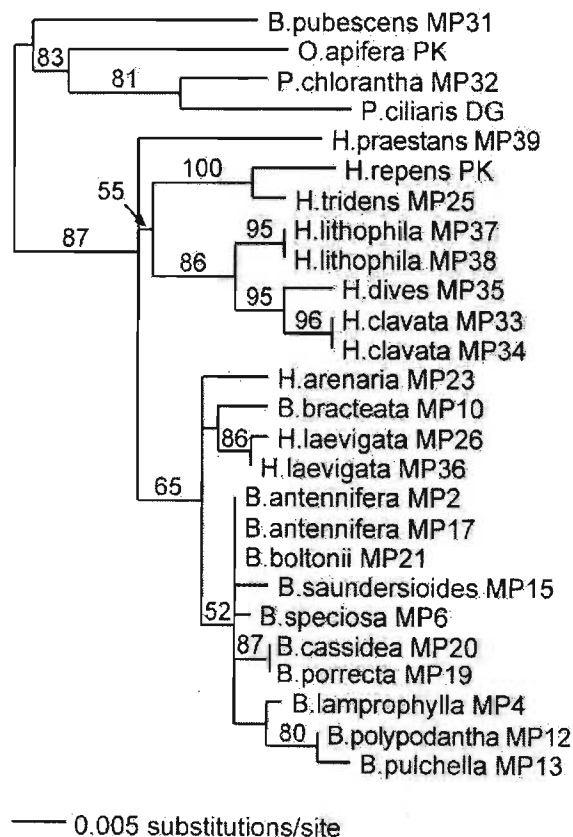 B.pubescens MP31
83
O.apifera PK
81
P.chlorantha MP32
P.ciliaris DG
H.praestans MP39
100
H.repens PK
55
H.tridens MP25
95
H.lithophila MP37
87
86
H.lithophila MP38
95
H.dives MP35
96
H.clavata MP33
H.clavata MP34
H.arenaria MP23
B.bracteata MP10
86
H.laevigata MP26
H.laevigata MP36
65
B.antennifera MP2
B.antennifera MP17
B.boltonii MP21
B.saundersioides MP15
52
B.speciosa MP6
87
B.cassidea MP20
B.porrecta MP19
B.lamprophylla MP4
80
B.polypodantha MP12
B.pulchella MP13
0.005 substitutions/site